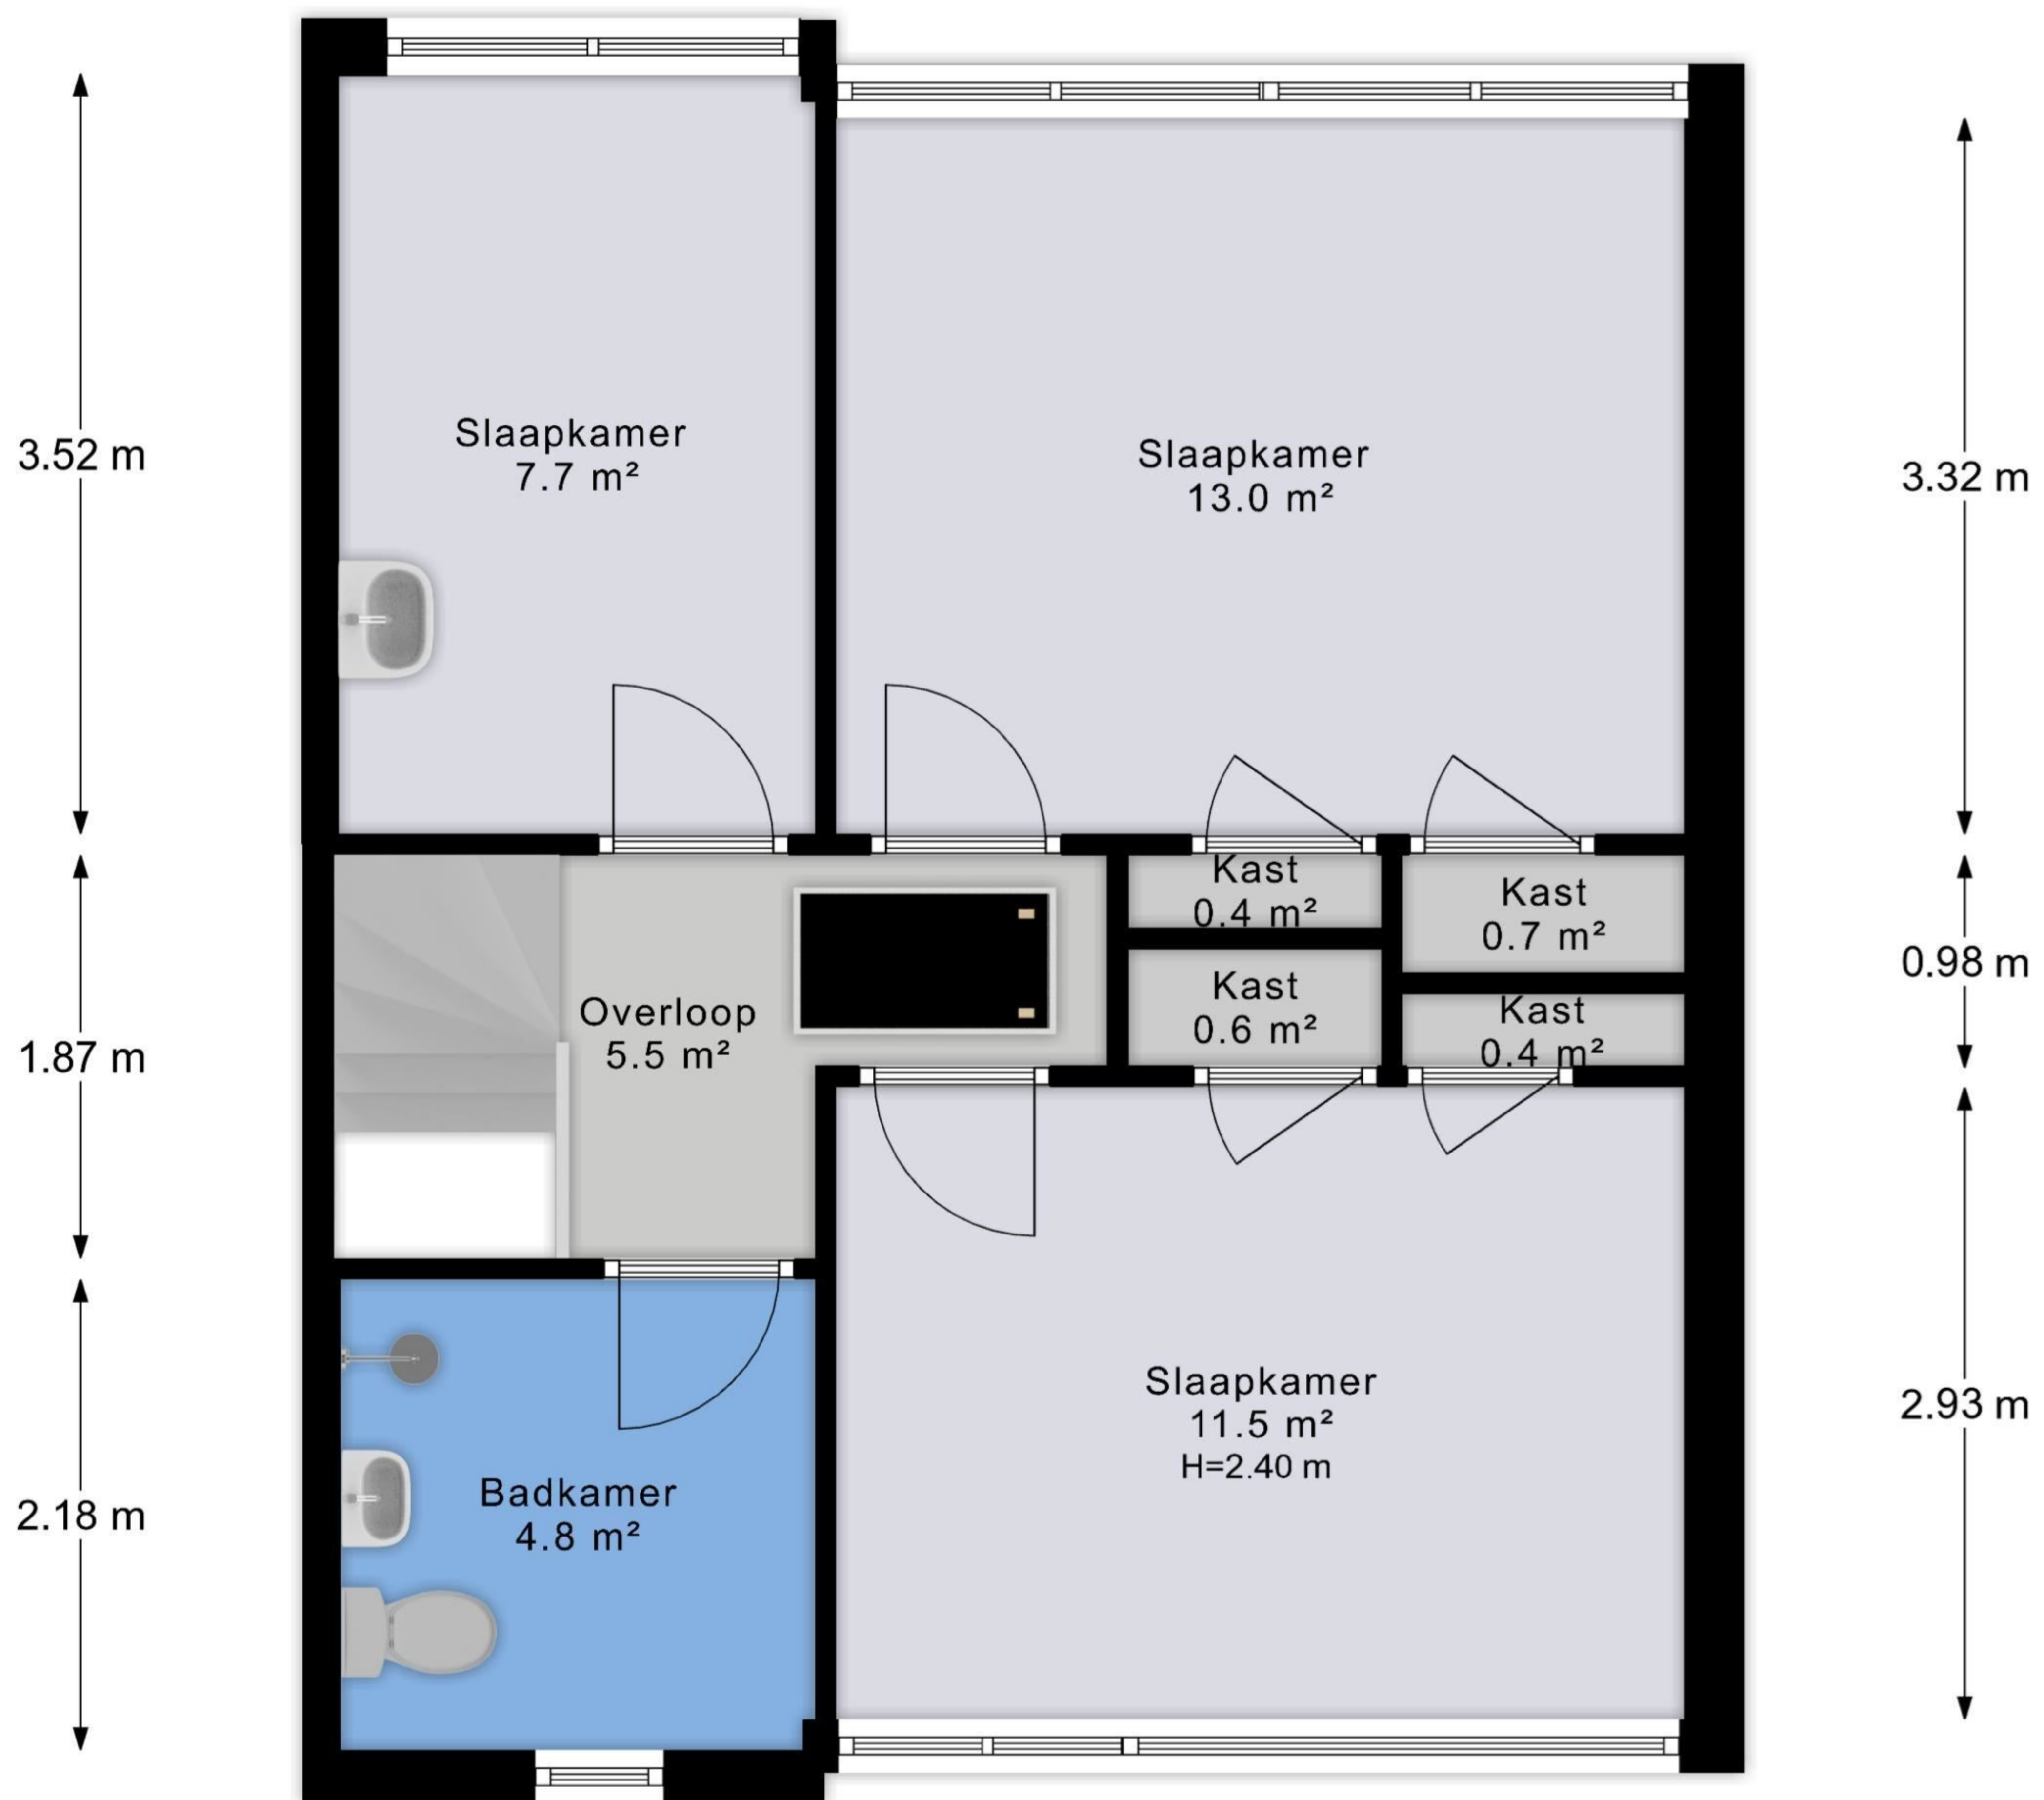 3.52 m
Slaapkamer
7.7 m²
Slaapkamer
13.0 m²
3.32 m
Kast
0.4 m²
Kast
0.7 m²
0.98 m
Kast
0.6 m²
Kast
0.4 m²
Overloop
5.5 m²
1.87 m
Slaapkamer
11.5 m²
H=2.40 m
2.93 m
Badkamer
4.8 m²
2.18 m